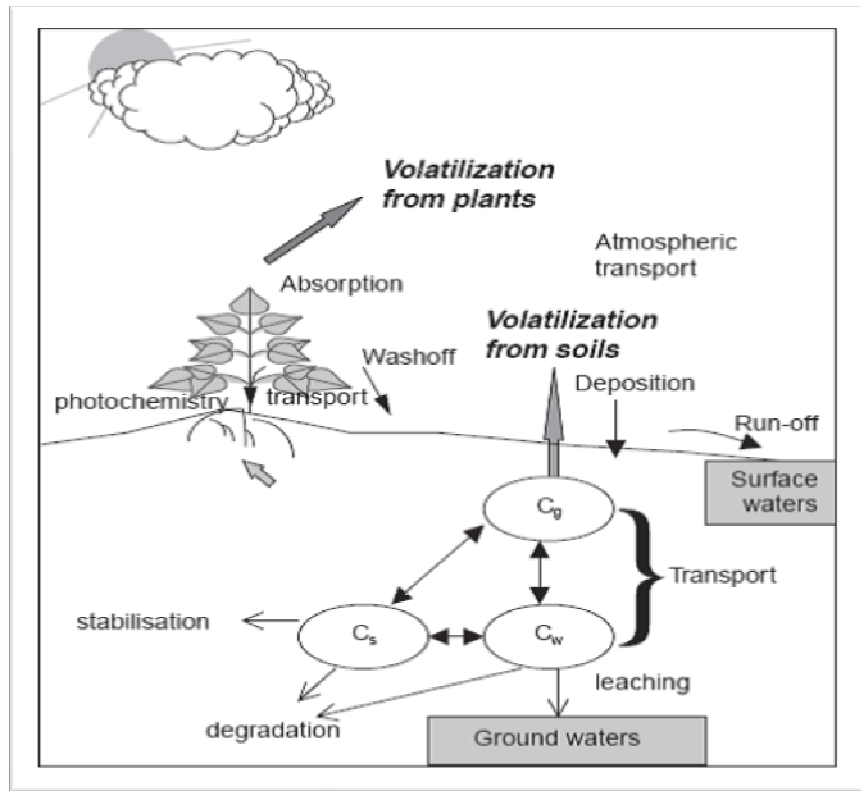 Volatilization
from plants
Atmospheric
transport
Absorption
Volatilization
from soils
Washoff
Deposition
photochemistry
transport
Run-off
Surface
waters
Cg
Transport
stabilisation
Cs
Cw
leaching
degradation
Ground waters